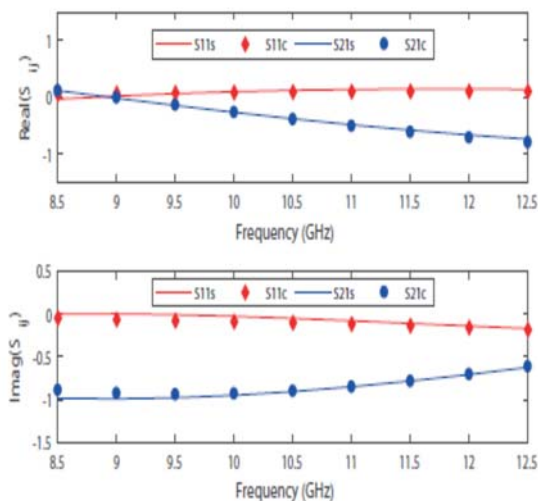 1
0
-1
Real(S ij)
S11s S11c S21s S21c
8.5 9 9.5 10 10.5 11 11.5 12 12.5
Frequency (GHz)
0.5
0
-0.5
-1
-1.5
Imag(S ij)
S11s S11c S21s S21c
8.5 9 9.5 10 10.5 11 11.5 12 12.5
Frequency (GHz)